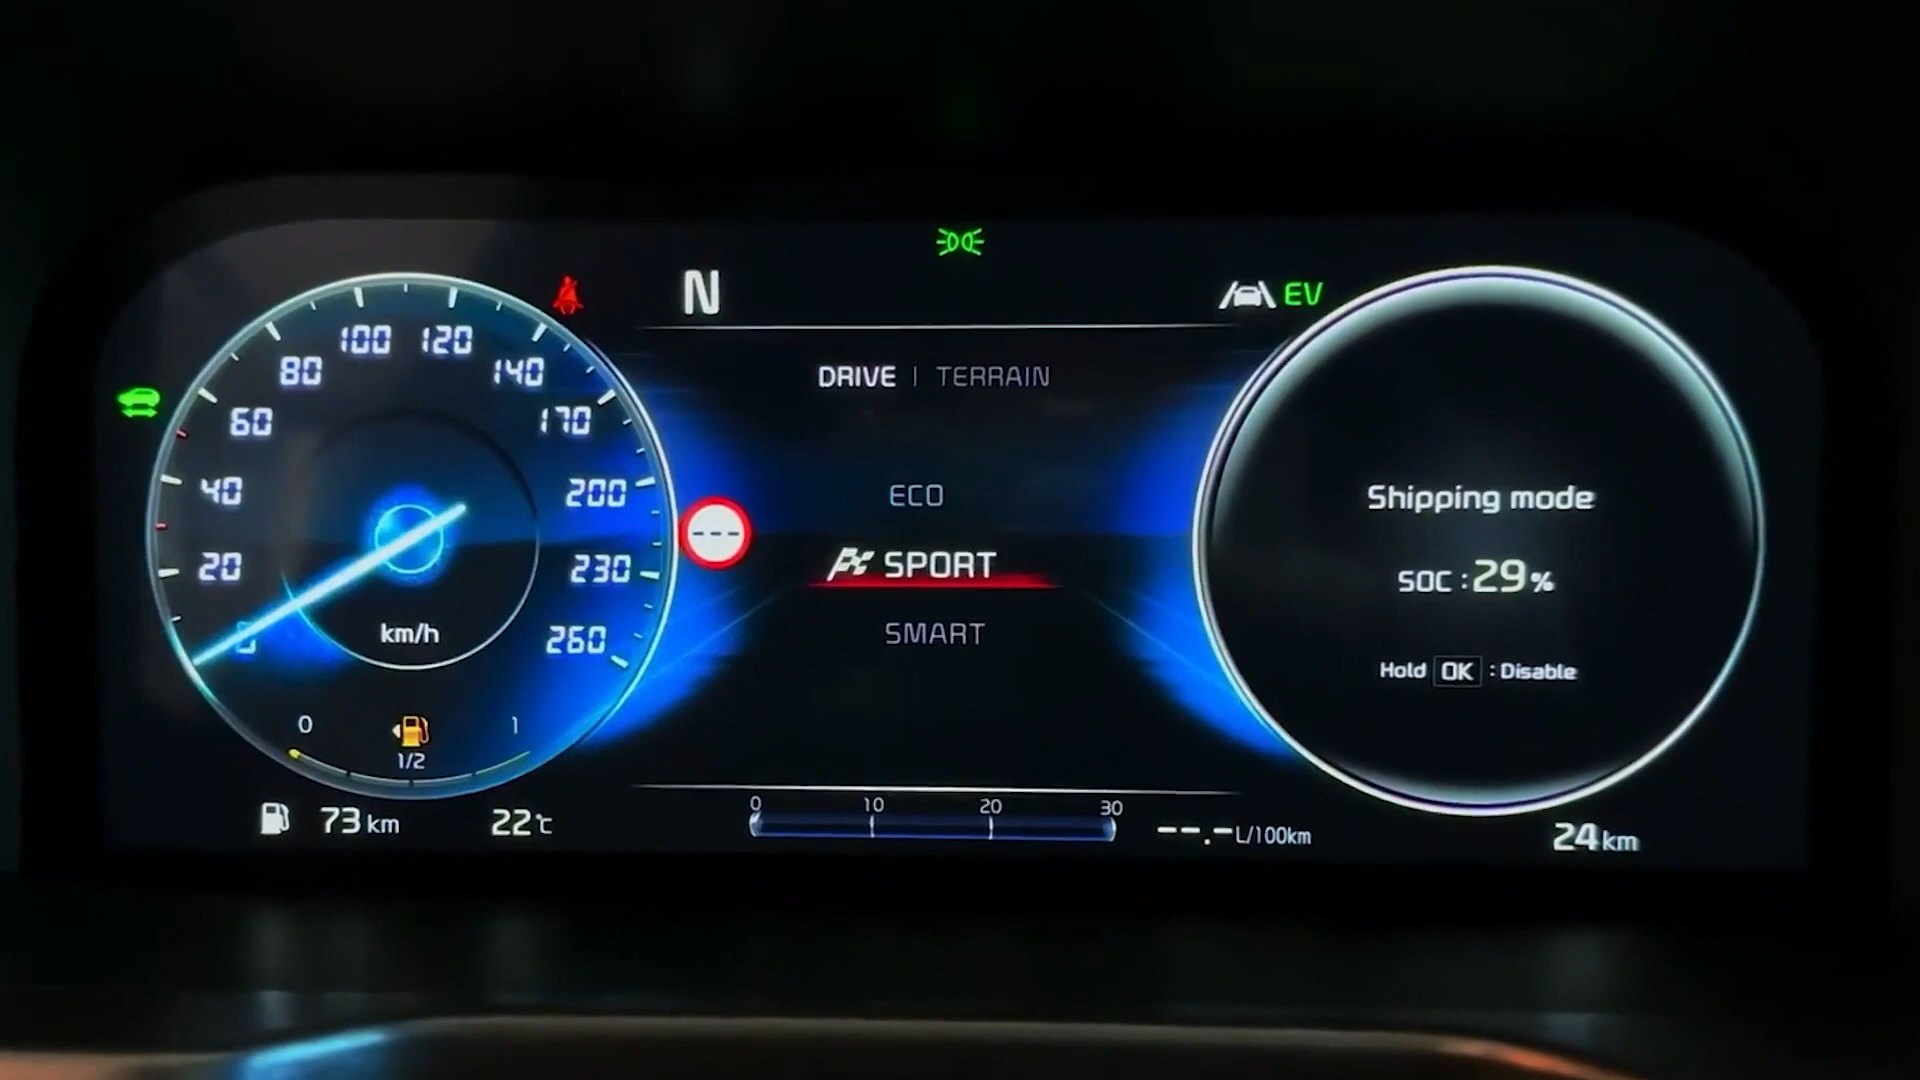 N
EV
100 120
80 140
60 170
40 200
20 230
0 260
km/h
0 1
1/2
73 km
22℃
DRIVE | TERRAIN
ECO
SPORT
SMART
---
0 10 20 30
--.-L/100km
Shipping mode
SOC : 29%
Hold OK : Disable
24 km